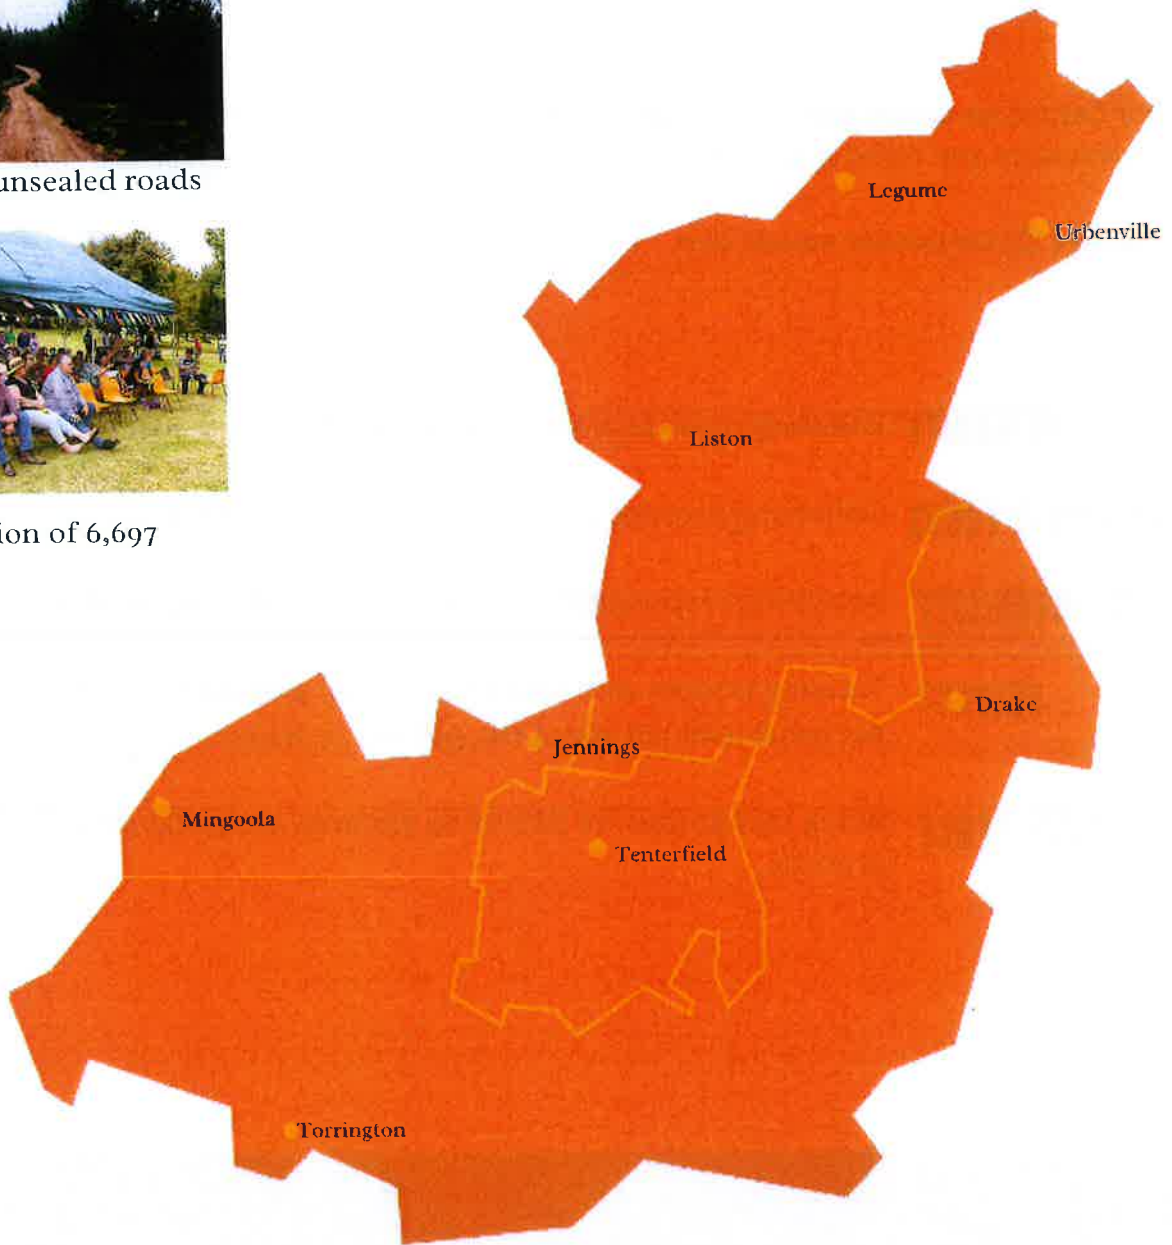 unsealed roads
ion of 6,697
Legume
Urbenville
Liston
Drake
Jennings
Mingoola
Tenterfield
Torrington